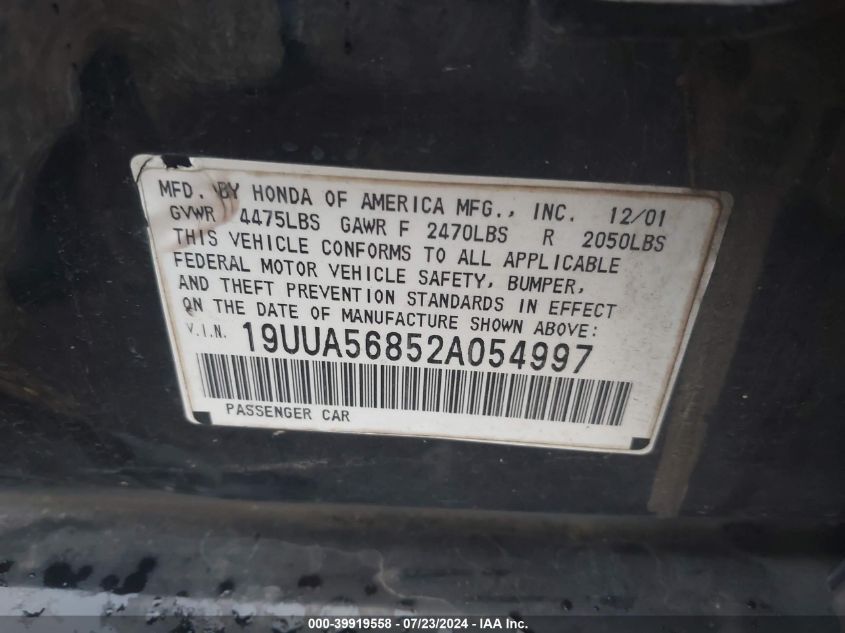 MFD. BY HONDA OF AMERICA MFG., INC. 12/01
GVWR 4475LBS GAWR F 2470LBS R 2050LBS
THIS VEHICLE CONFORMS TO ALL APPLICABLE
FEDERAL MOTOR VEHICLE SAFETY, BUMPER,
AND THEFT PREVENTION STANDARDS IN EFFECT
ON THE DATE OF MANUFACTURE SHOWN ABOVE:
V.I.N. 19UUA56852A054997
PASSENGER CAR
000-39919558 - 07/23/2024 - IAA Inc.